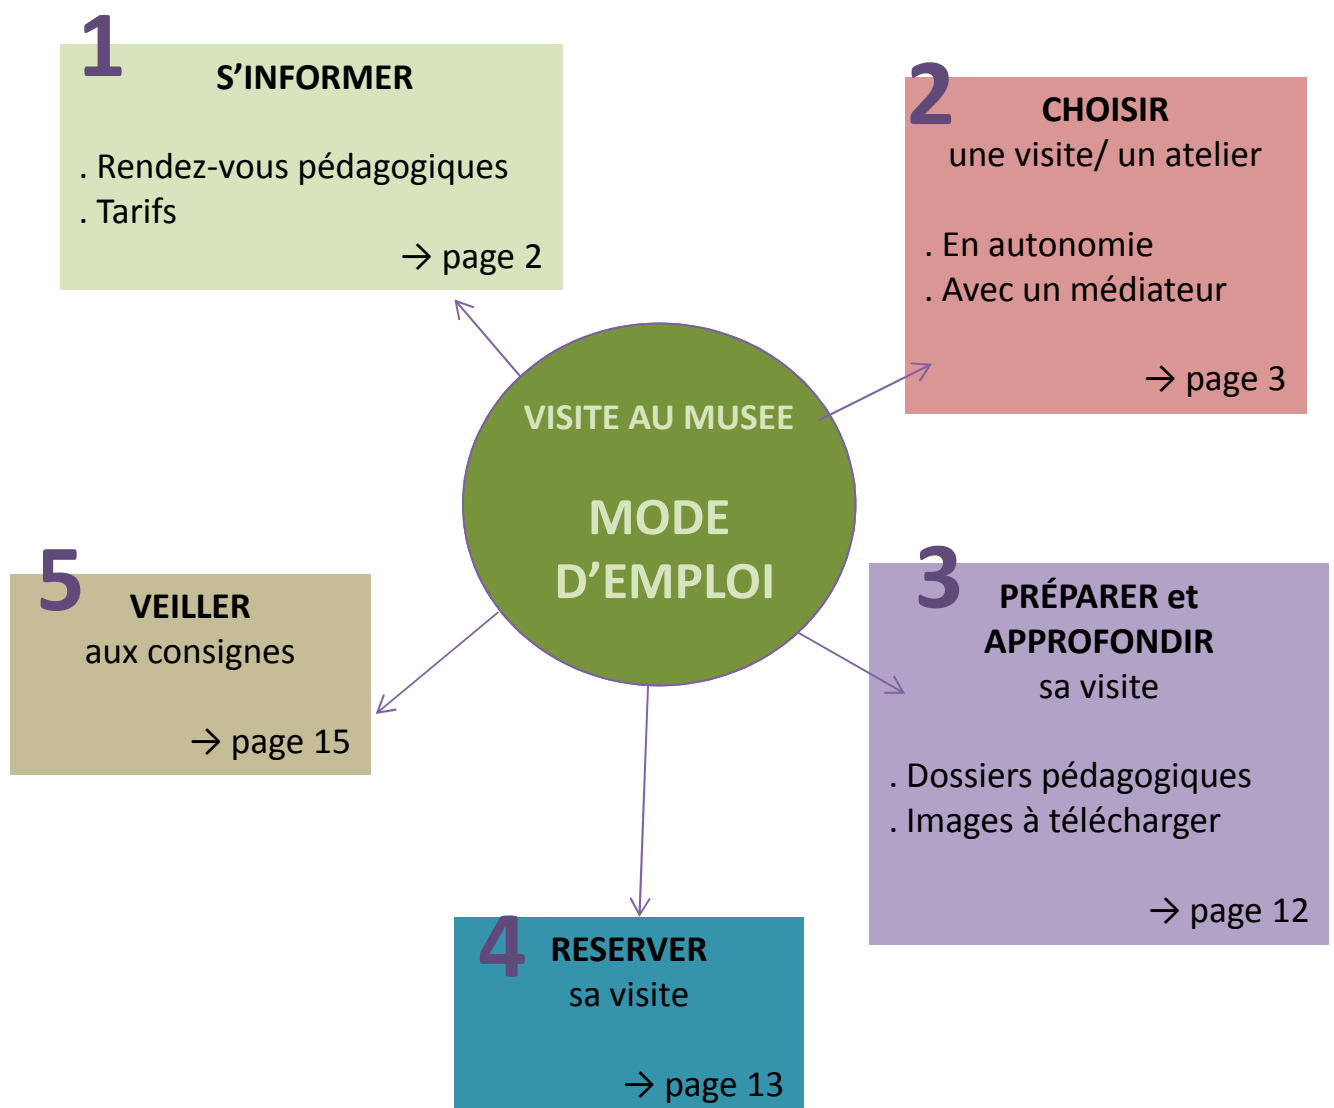 1
S’INFORMER
. Rendez-vous pédagogiques
. Tarifs
→ page 2
2
CHOISIR
une visite/ un atelier
. En autonomie
. Avec un médiateur
→ page 3
VISITE AU MUSEE
MODE
D’EMPLOI
3
PRÉPARER et
APPROFONDIR
sa visite
. Dossiers pédagogiques
. Images à télécharger
→ page 12
4
RESERVER
sa visite
→ page 13
5
VEILLER
aux consignes
→ page 15